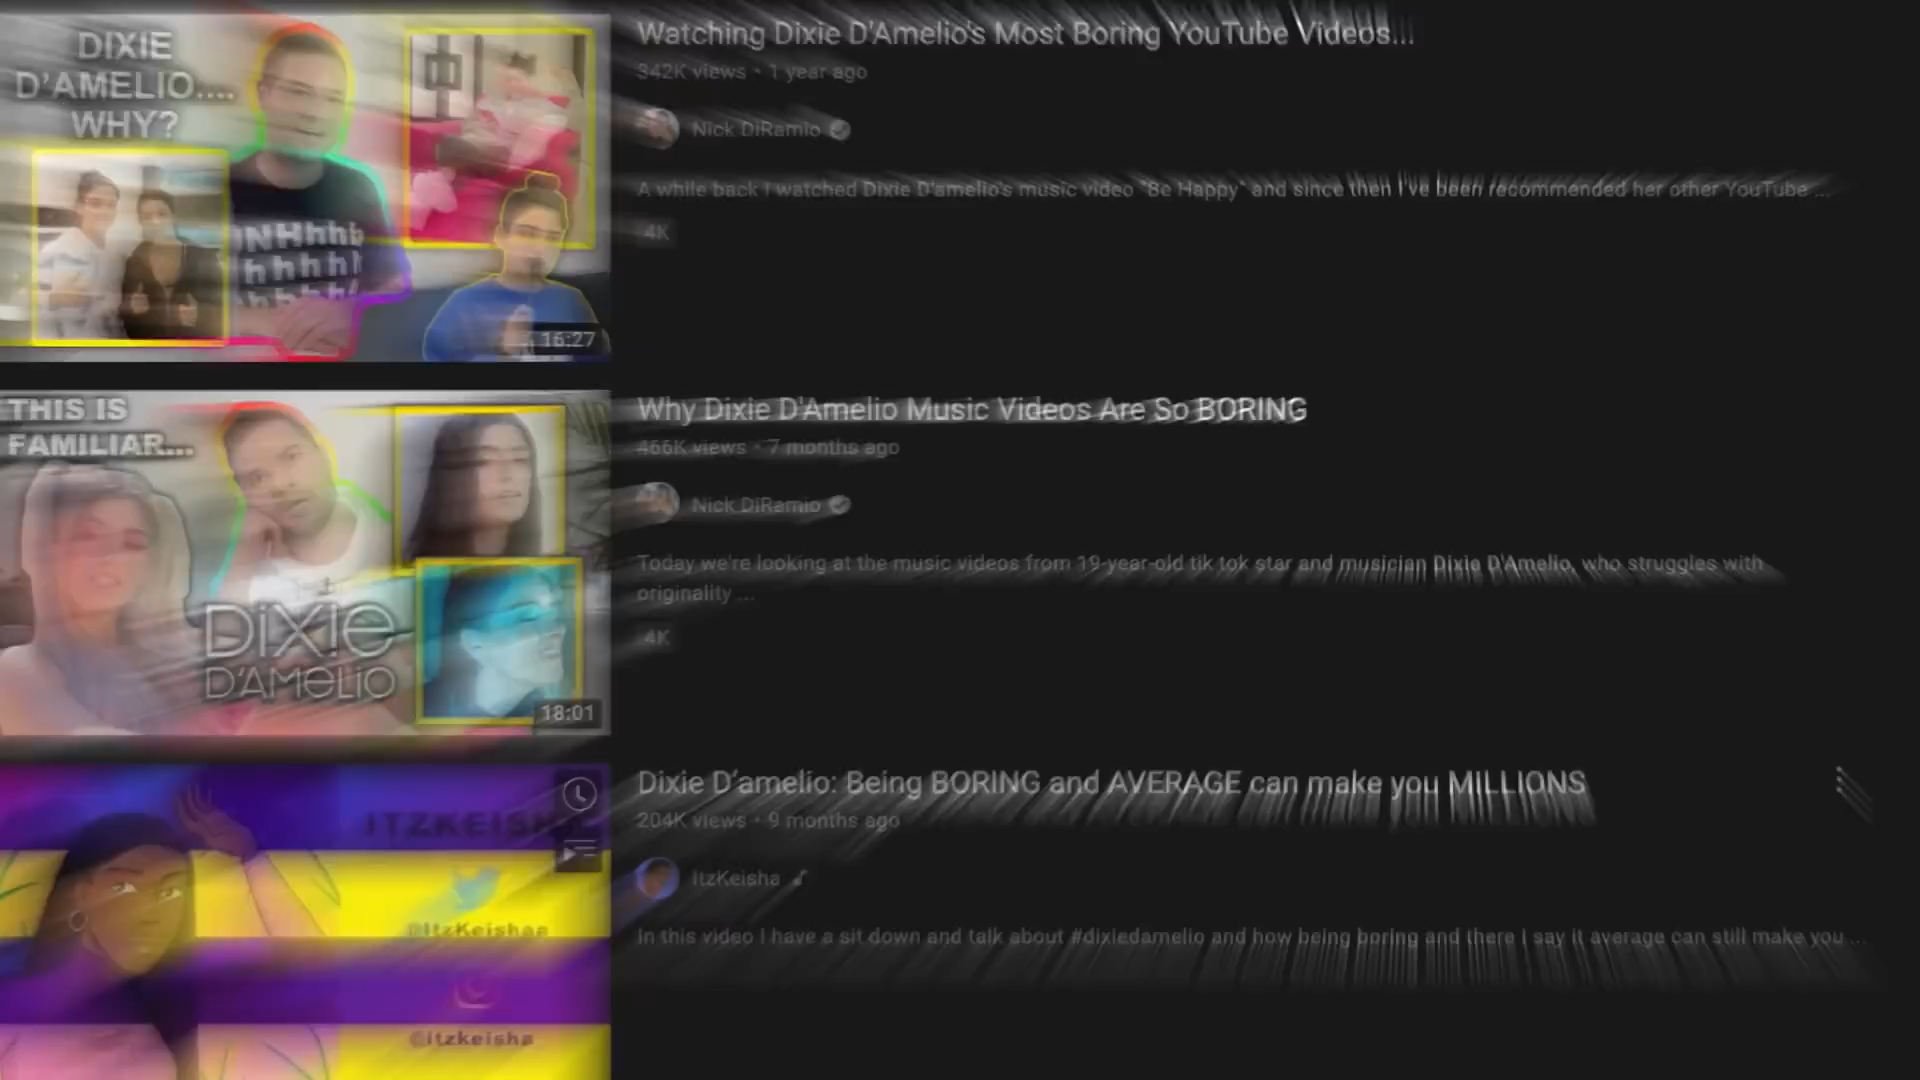 DIXIE
D'AMELIO....
WHY?
16:27
Watching Dixie D'Amelio's Most Boring YouTube Videos...
342K views • 1 year ago
Nick DiRamio
A while back I watched Dixie D'amelio's music video "Be Happy" and since then I've been recommended her other YouTube ...
4K
THIS IS
FAMILIAR...
DiXie
D'AMeLiO
18:01
Why Dixie D'Amelio Music Videos Are So BORING
466K views • 7 months ago
Nick DiRamio
Today we're looking at the music videos from 19-year-old tik tok star and musician Dixie D'Amelio, who struggles with
originality ...
4K
@ItzKeishaa
@itzkeisha
Dixie D'amelio: Being BORING and AVERAGE can make you MILLIONS
204K views • 9 months ago
ItzKeisha
In this video I have a sit down and talk about #dixiedamelio and how being boring and there I say it average can still make you ...